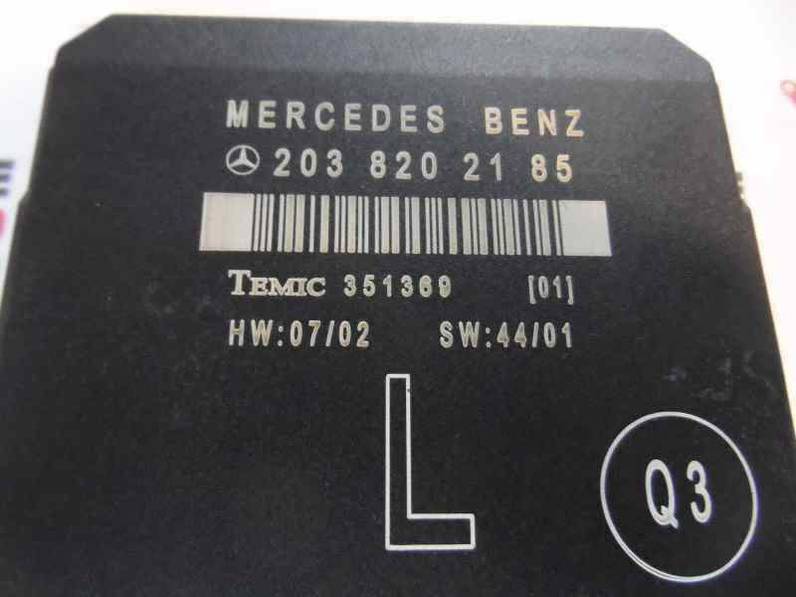 MERCEDES BENZ
203 820 21 85
TEMIC 351369 [01]
HW:07/02 SW:44/01
L
Q3